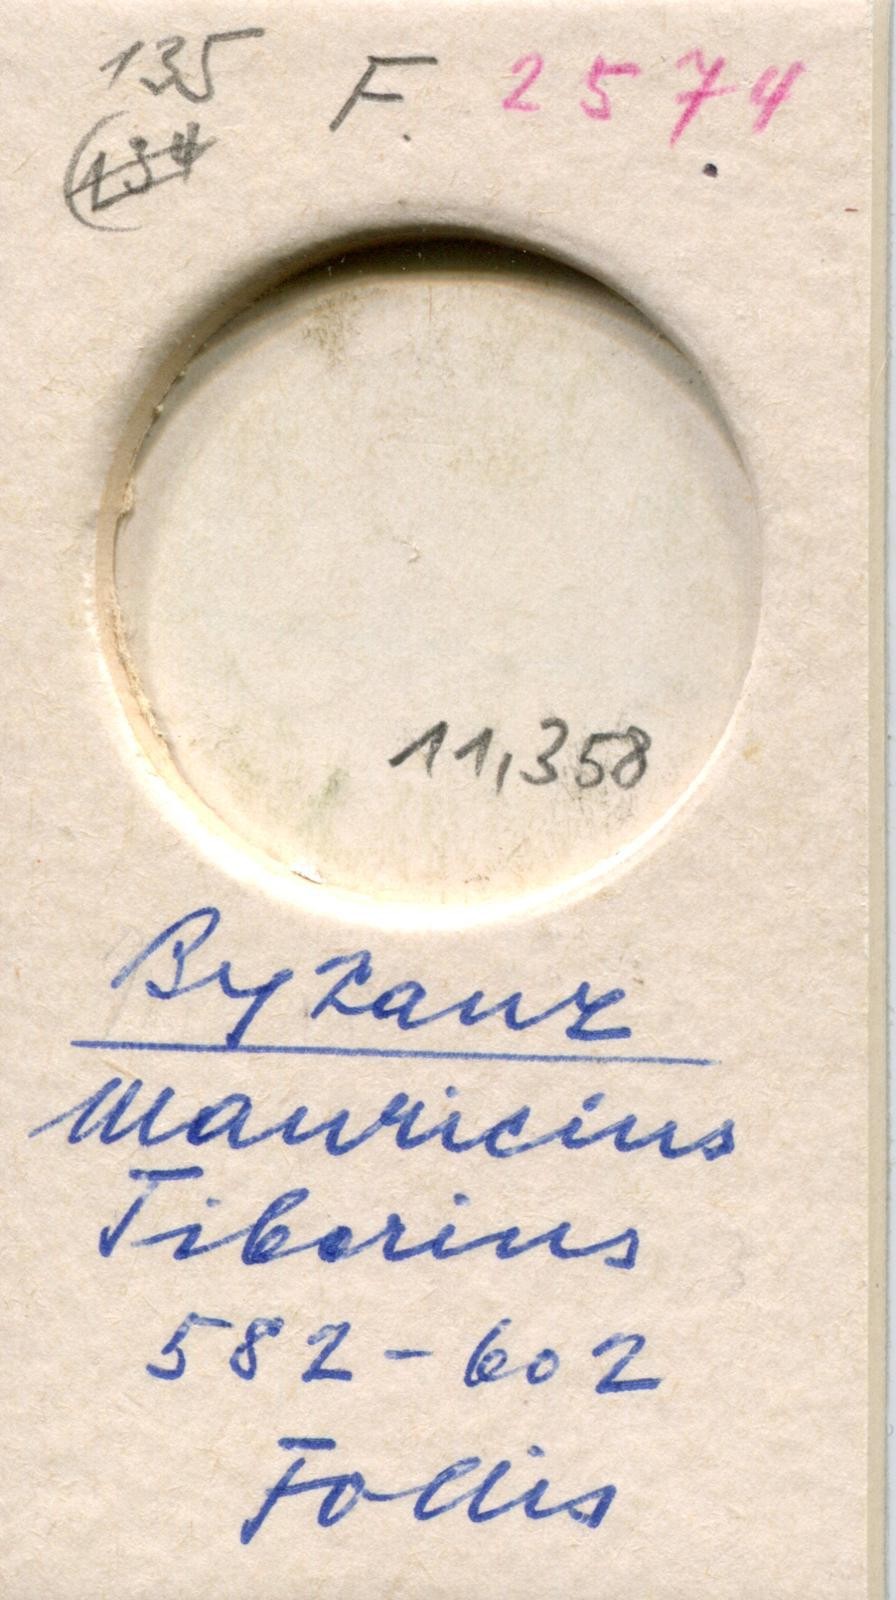 135 F. 2574
(134
11,358
Byzanz
Mauricius
Tiberius
582-602
Follis